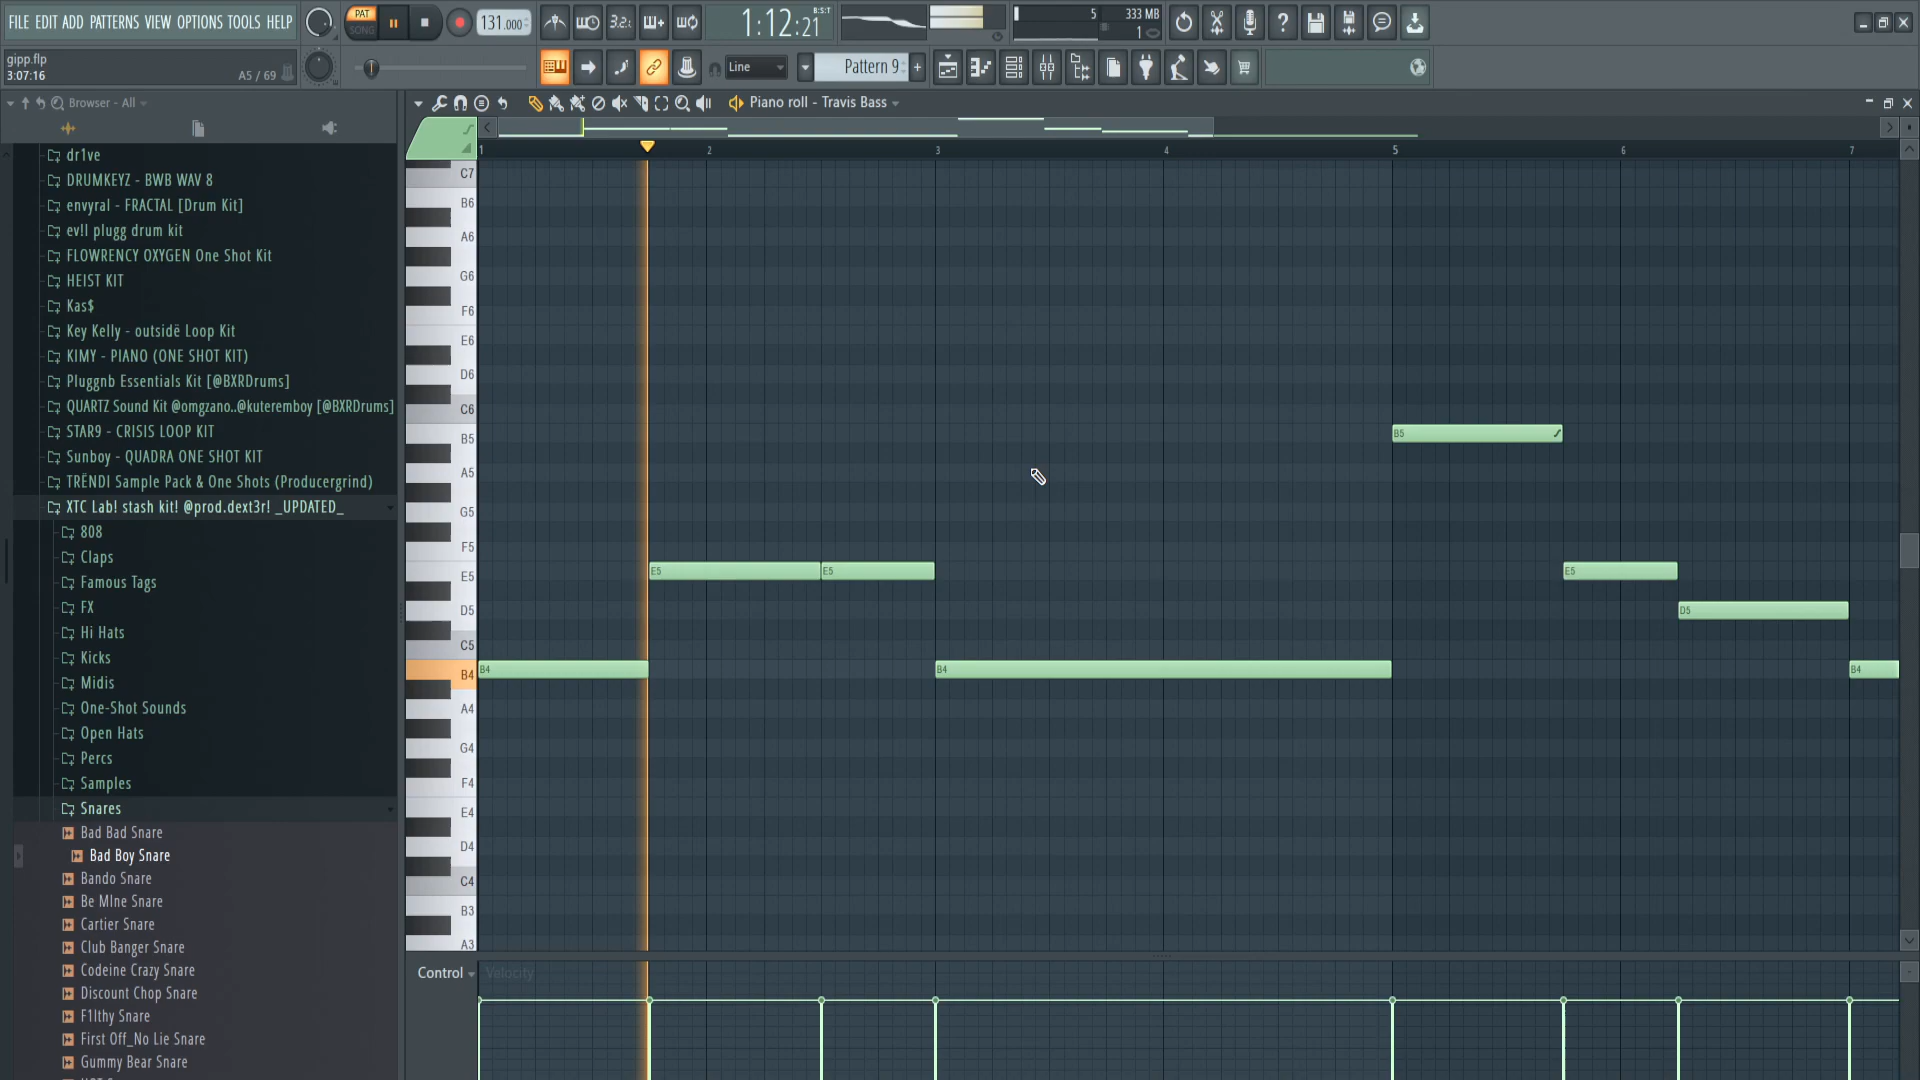 FILE EDIT ADD PATTERNS VIEW OPTIONS TOOLS HELP
PAT
SONG
131.000
3.2:
1:12:21
B:S:T
5
333 MB
1
gipp.flp
3:07:16
A5 / 69
Line
Pattern 9
Browser - All
Piano roll - Travis Bass
dr1ve
DRUMKEYZ - BWB WAV 8
envyral - FRACTAL [Drum Kit]
ev!l plugg drum kit
FLOWRENCY OXYGEN One Shot Kit
HEIST KIT
Kas$
Key Kelly - outsidë Loop Kit
KIMY - PIANO (ONE SHOT KIT)
Pluggnb Essentials Kit [@BXRDrums]
QUARTZ Sound Kit @omgzano..@kuteremboy [@BXRDrums]
STAR9 - CRISIS LOOP KIT
Sunboy - QUADRA ONE SHOT KIT
TRËNDI Sample Pack & One Shots (Producergrind)
XTC Lab! stash kit! @prod.dext3r! _UPDATED_
808
Claps
Famous Tags
FX
Hi Hats
Kicks
Midis
One-Shot Sounds
Open Hats
Percs
Samples
Snares
Bad Bad Snare
Bad Boy Snare
Bando Snare
Be MIne Snare
Cartier Snare
Club Banger Snare
Codeine Crazy Snare
Discount Chop Snare
F1lthy Snare
First Off_No Lie Snare
Gummy Bear Snare
1 2 3 4 5 6 7
C7
B6
A6
G6
F6
E6
D6
C6
B5
A5
G5
F5
E5
D5
C5
B4
A4
G4
F4
E4
D4
C4
B3
A3
B5
E5 E5 E5
D5
B4 B4 B4
Control Velocity